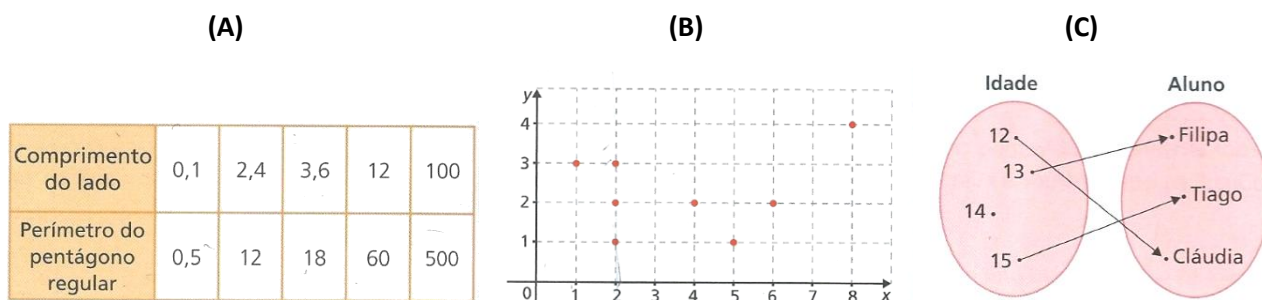 (A)
Comprimento
do lado
0,1 2,4 3,6 12 100
Perímetro do
pentágono
regular
0,5 12 18 60 500
(B)
y
4
3
2
1
0 1 2 3 4 5 6 7 8 x
(C)
Idade Aluno
12 Filipa
13
14 Tiago
15 Cláudia